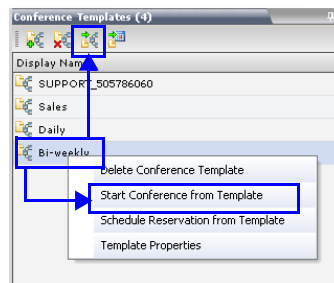 Conference Templates (4)
Display Name
SUPPORT_505786060
Sales
Daily
Bi-weekly
Delete Conference Template
Start Conference from Template
Schedule Reservation from Template
Template Properties